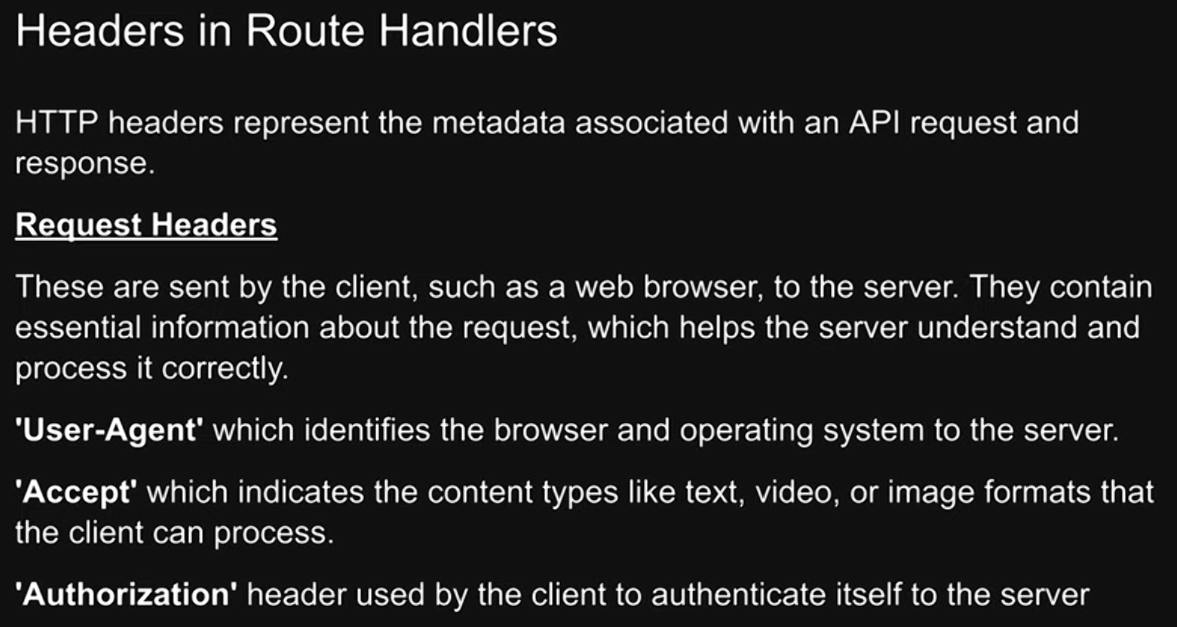 Headers in Route Handlers
HTTP headers represent the metadata associated with an API request and
response.
Request Headers
These are sent by the client, such as a web browser, to the server. They contain
essential information about the request, which helps the server understand and
process it correctly.
'User-Agent' which identifies the browser and operating system to the server.
'Accept' which indicates the content types like text, video, or image formats that
the client can process.
'Authorization' header used by the client to authenticate itself to the server